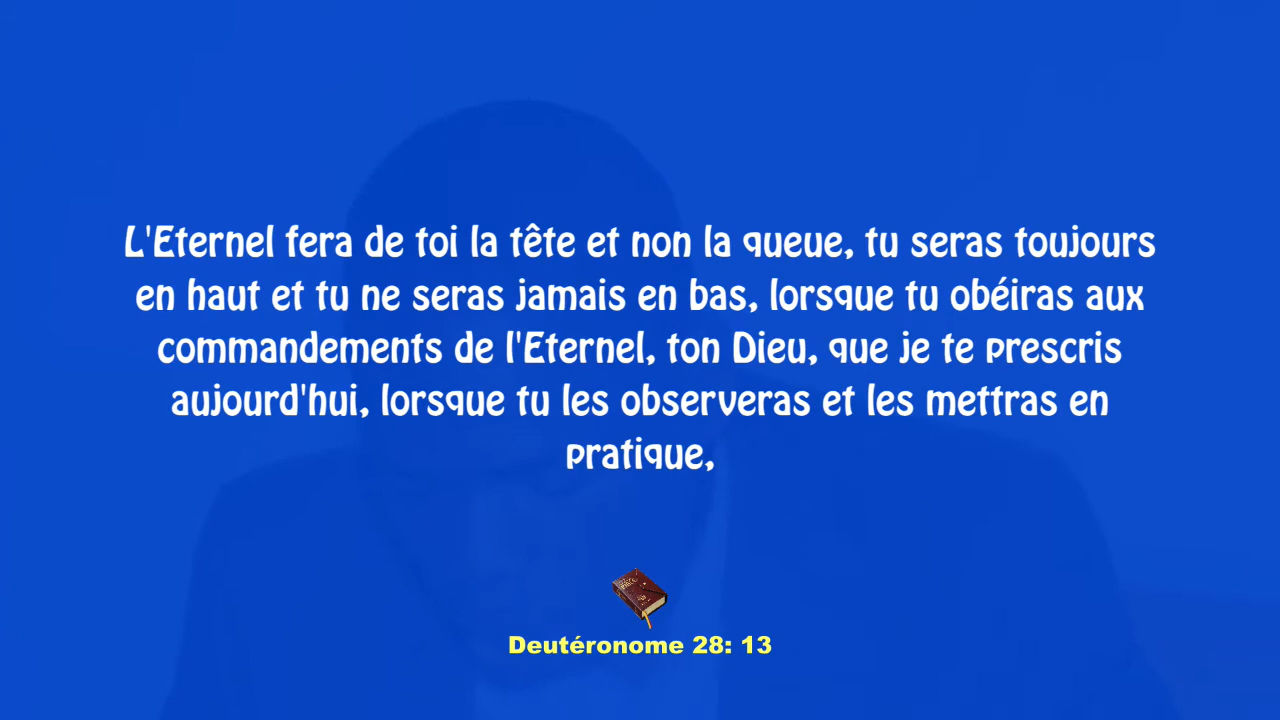 L'Eternel fera de toi la tête et non la queue, tu seras toujours
en haut et tu ne seras jamais en bas, lorsque tu obéiras aux
commandements de l'Eternel, ton Dieu, que je te prescris
aujourd'hui, lorsque tu les observeras et les mettras en
pratique,
Deutéronome 28: 13